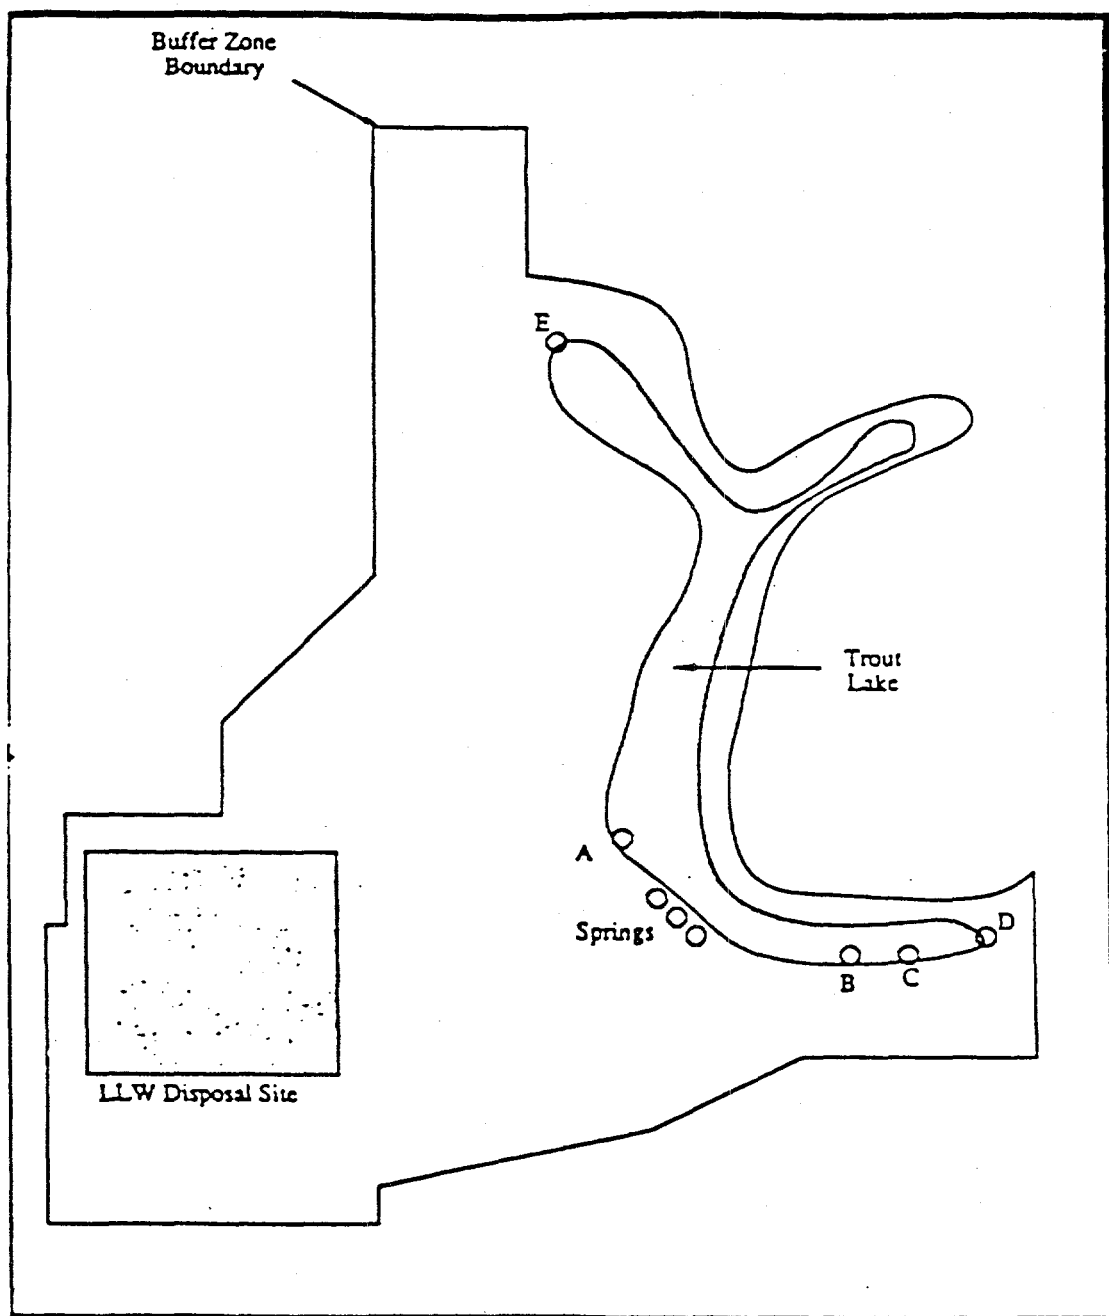 Buffer Zone
Boundary
E
Trout
Lake
A
Springs
D
B
C
LLW Disposal Site